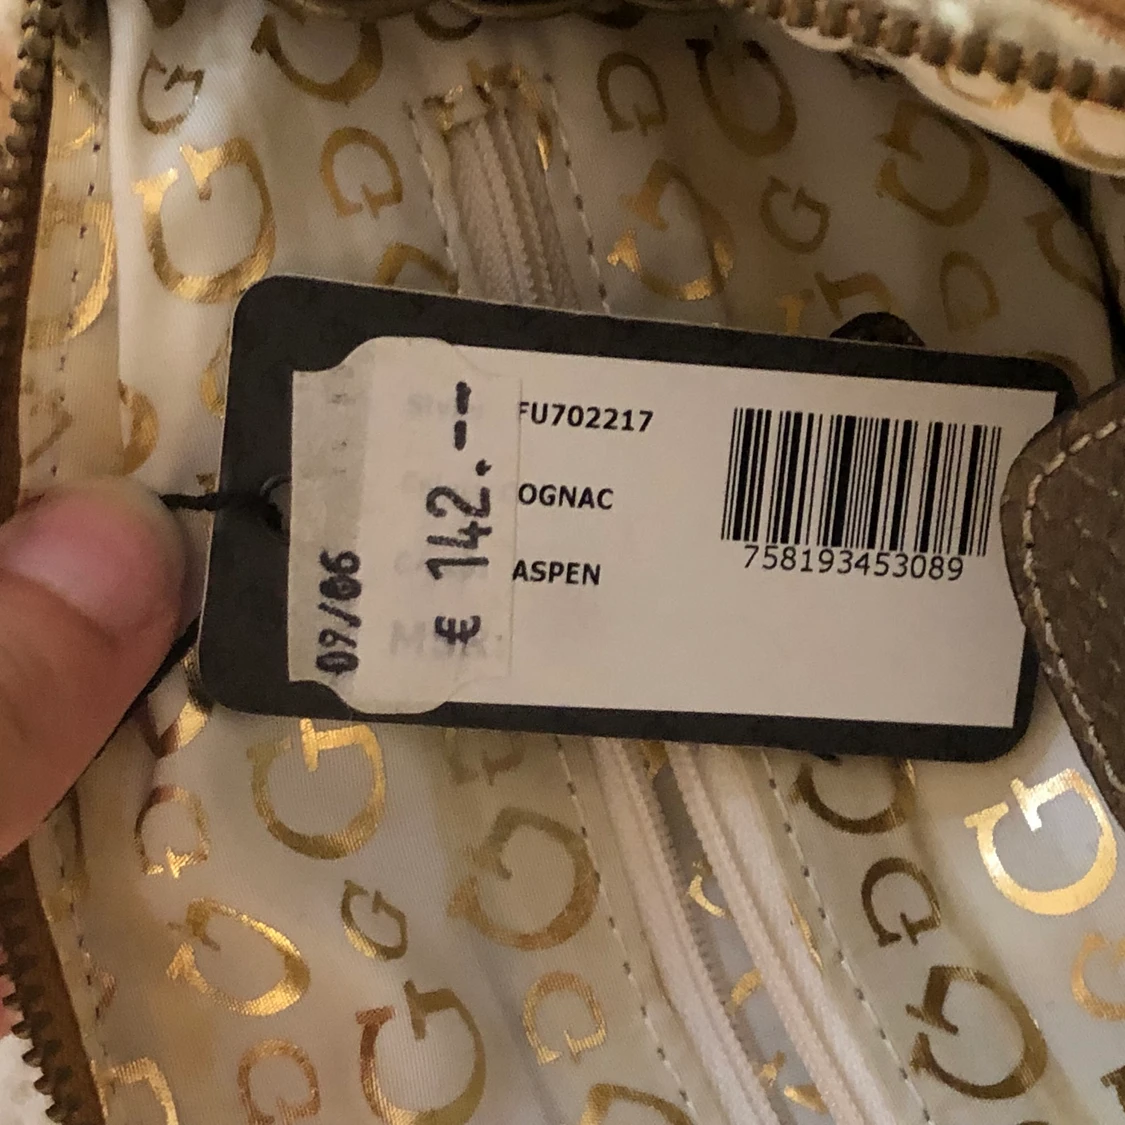 FU702217
OGNAC
ASPEN
758193453089
€ 142.--
09/06